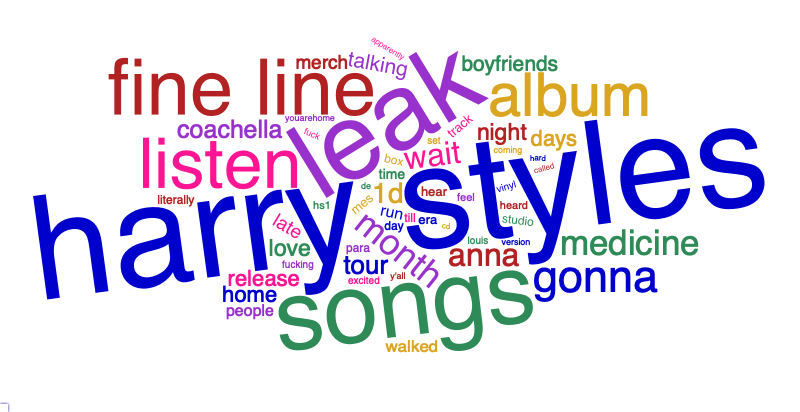 apparently
merch
talking
boyfriends
fine line
leak
album
coachella
youarehome
fuck
track
set
night
days
listen
box
wait
coming
hard
called
time
de
1d
hear
feel
vinyl
literally
hs1
mes
heard
harry styles
run
till
era
cd
studio
late
day
month
louis
version
medicine
love
para
anna
fucking
tour
y'all
release
excited
gonna
home
people
songs
walked